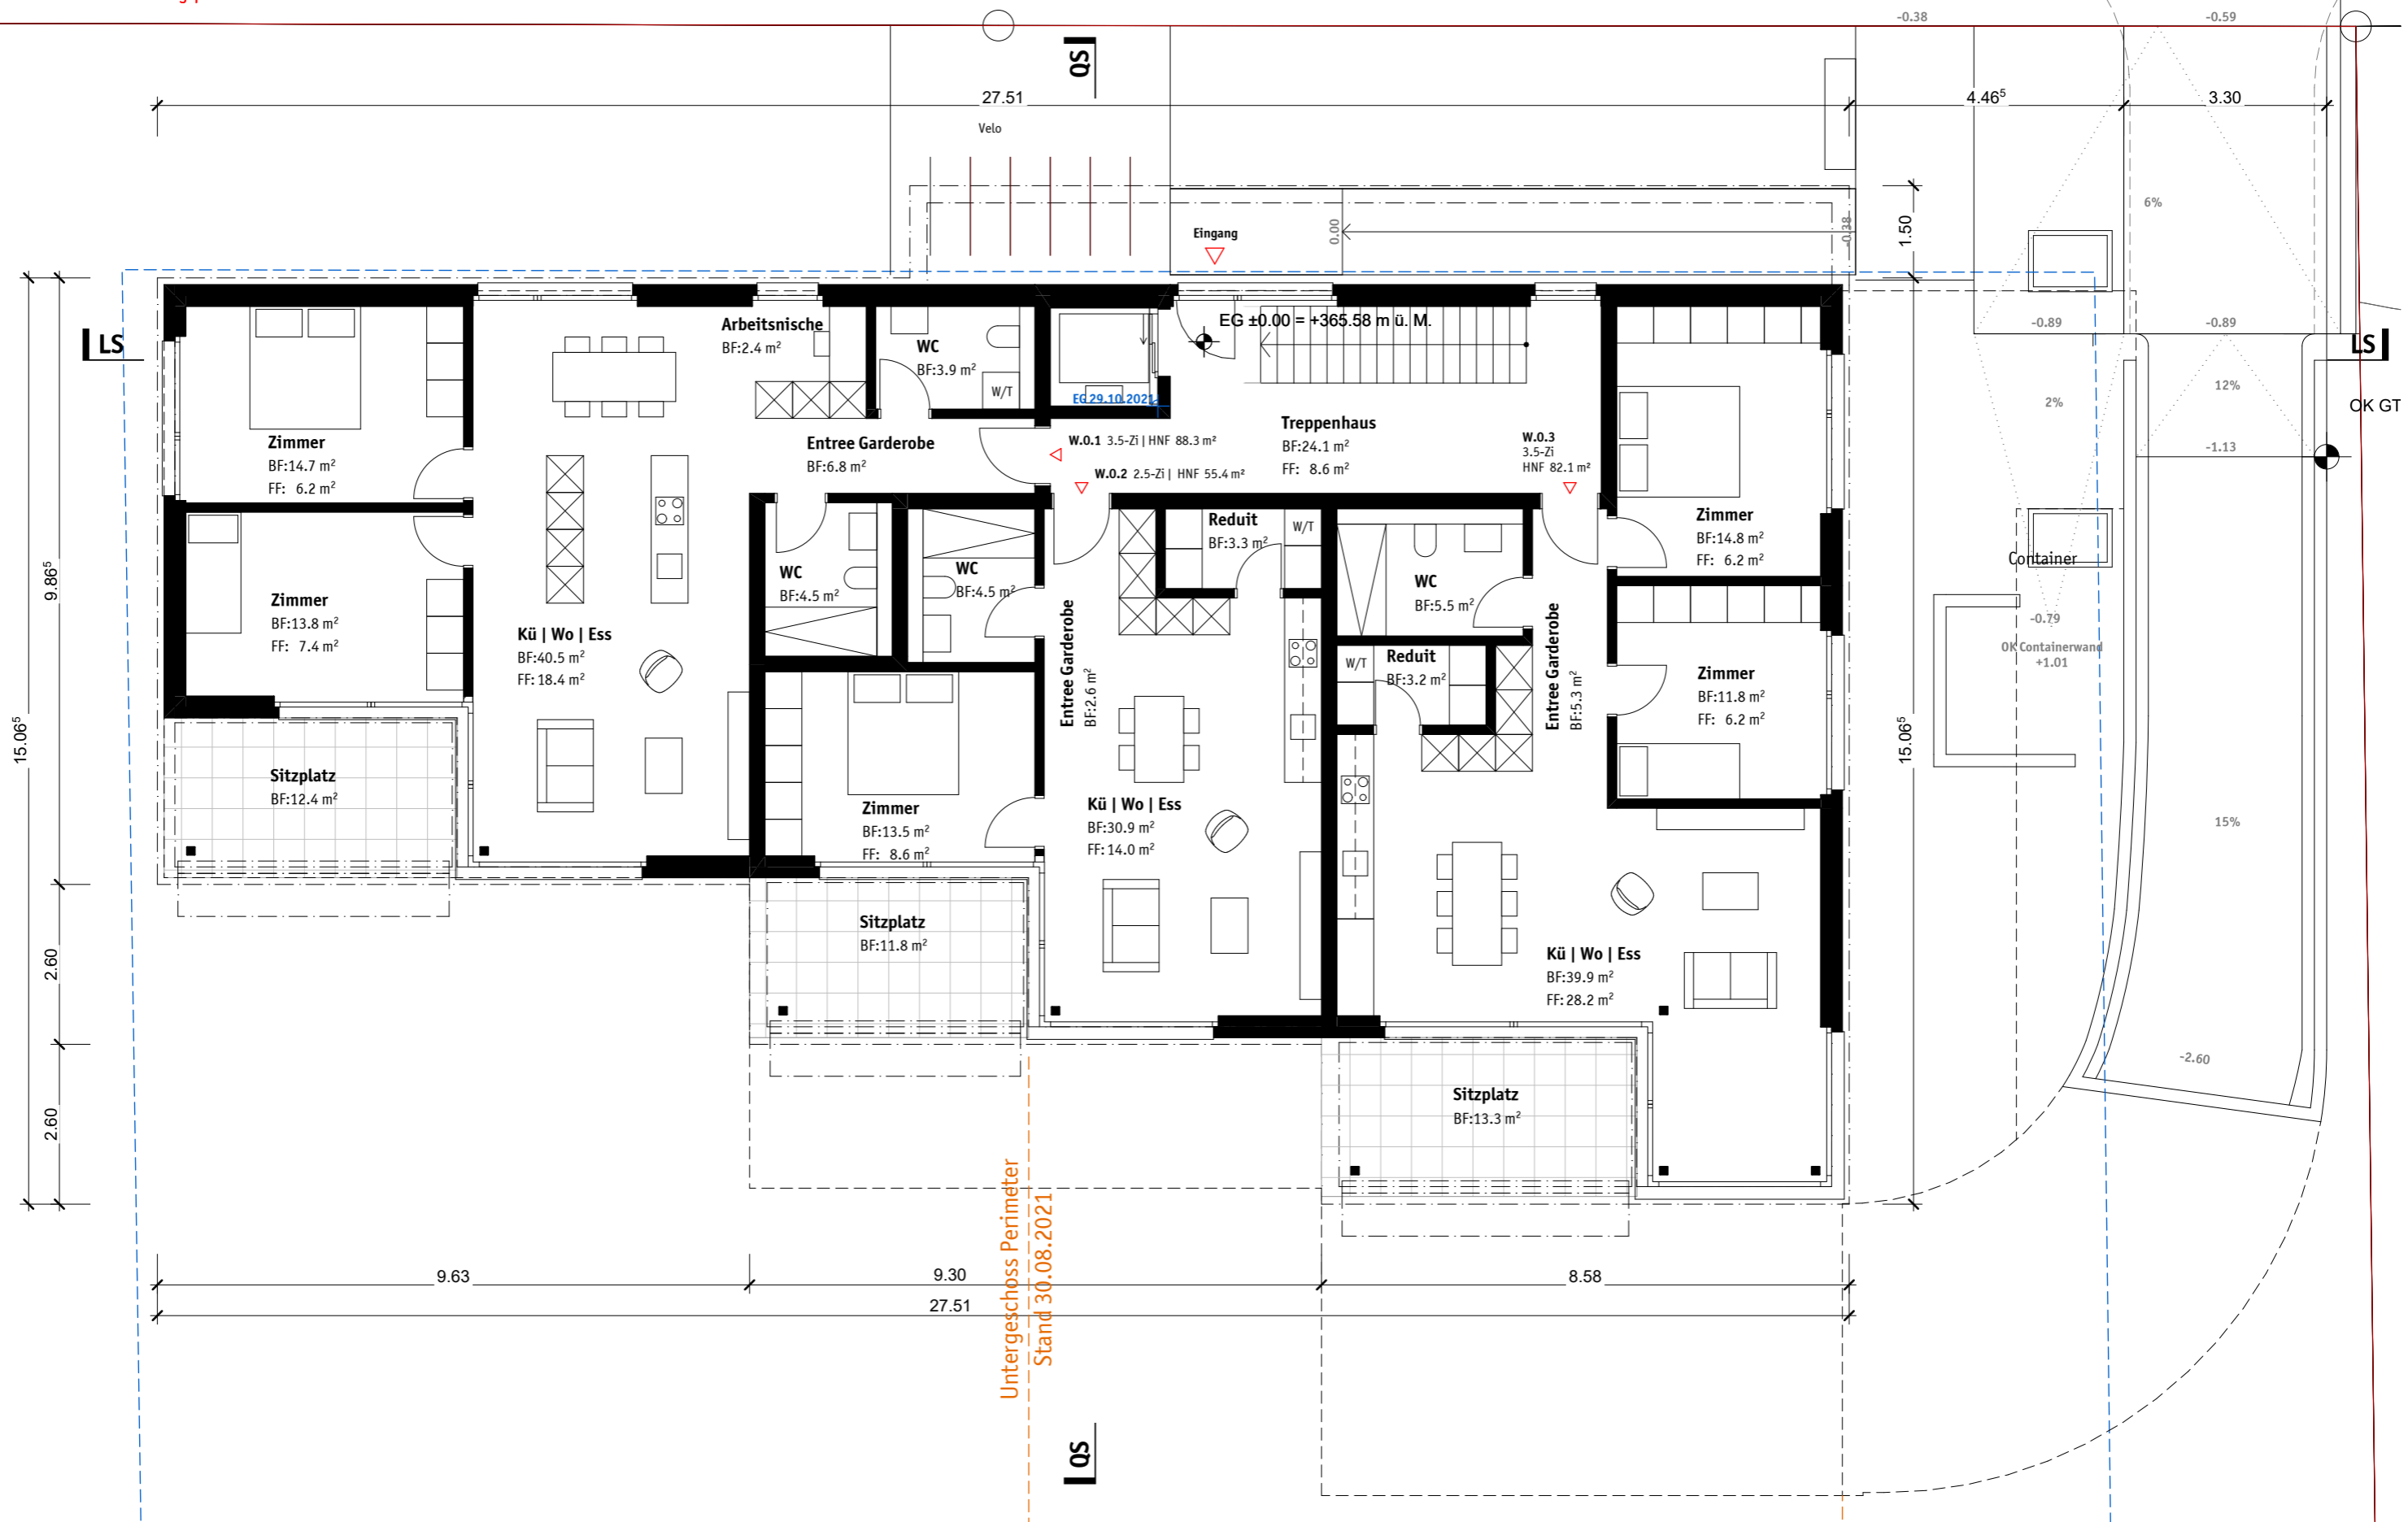 -0.38
-0.59
QS
27.51
4.46⁵
3.30
Velo
6%
1.50
Eingang
0.00
-0.38
LS
Arbeitsnische
BF:2.4 m²
WC
BF:3.9 m²
W/T
EG 29.10.2021
EG ±0.00 = +365.58 m ü. M.
-0.89
-0.89
LS
12%
2%
OK GT
-1.13
Zimmer
BF:14.7 m²
FF: 6.2 m²
Entree Garderobe
BF:6.8 m²
W.0.1 3.5-Zi | HNF 88.3 m²
W.0.2 2.5-Zi | HNF 55.4 m²
Treppenhaus
BF:24.1 m²
FF: 8.6 m²
W.0.3
3.5-Zi
HNF 82.1 m²
Zimmer
BF:14.8 m²
FF: 6.2 m²
Reduit
BF:3.3 m²
W/T
Container
9.86⁵
15.06⁵
Zimmer
BF:13.8 m²
FF: 7.4 m²
WC
BF:4.5 m²
WC
BF:4.5 m²
WC
BF:5.5 m²
Kü | Wo | Ess
BF:40.5 m²
FF: 18.4 m²
Entree Garderobe
BF:2.6 m²
W/T
Reduit
BF:3.2 m²
Entree Garderobe
BF:5.3 m²
Zimmer
BF:11.8 m²
FF: 6.2 m²
-0.79
OK Containerwand
+1.01
15.06⁵
Sitzplatz
BF:12.4 m²
Zimmer
BF:13.5 m²
FF: 8.6 m²
Kü | Wo | Ess
BF:30.9 m²
FF: 14.0 m²
15%
Sitzplatz
BF:11.8 m²
Kü | Wo | Ess
BF:39.9 m²
FF: 28.2 m²
2.60
2.60
-2.60
Sitzplatz
BF:13.3 m²
Untergeschoss Perimeter
Stand 30.08.2021
9.63
9.30
8.58
27.51
QS